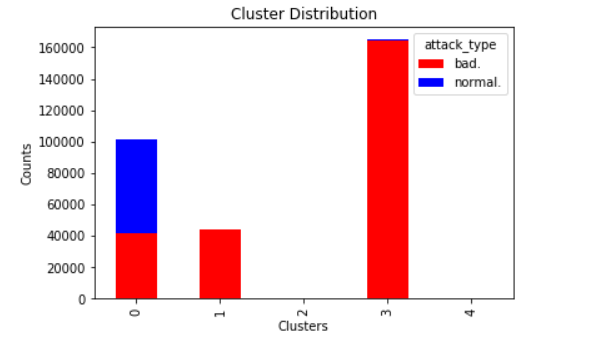 Cluster Distribution
attack_type
bad.
normal.
Counts
160000
140000
120000
100000
80000
60000
40000
20000
0
0 1 2 3 4
Clusters